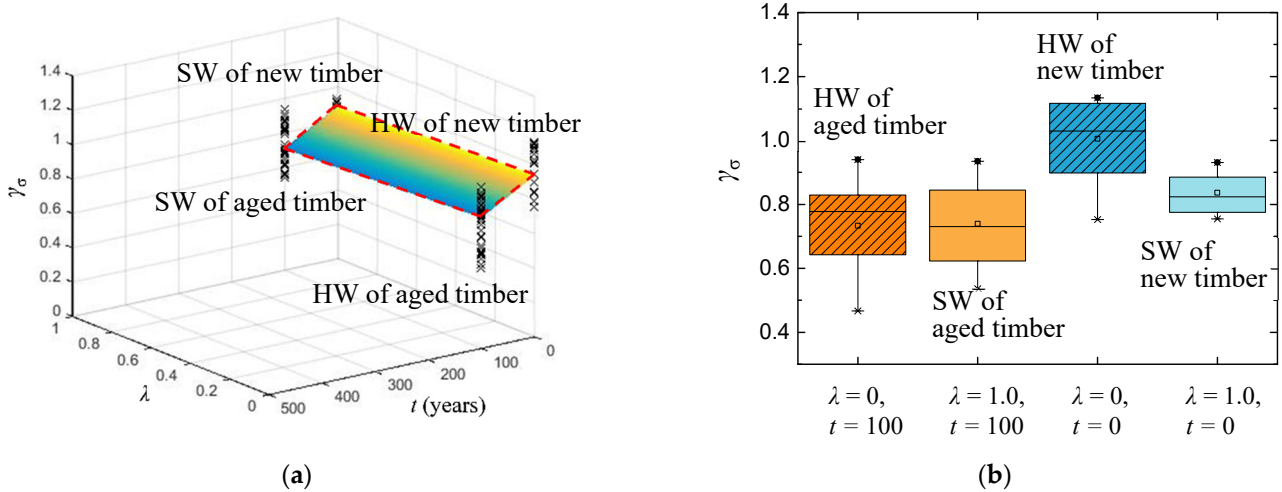 1.4
1.2
1
0.8
0.6
0.4
0.2
0
γσ
SW of new timber
HW of new timber
SW of aged timber
HW of aged timber
1
0.8
0.6
0.4
0.2
0
λ
500
400
300
200
100
0
t (years)
(a)
1.4
1.2
1.0
0.8
0.6
0.4
γσ
HW of
aged timber
SW of
aged timber
HW of
new timber
SW of
new timber
λ = 0,
t = 100
λ = 1.0,
t = 100
λ = 0,
t = 0
λ = 1.0,
t = 0
(b)